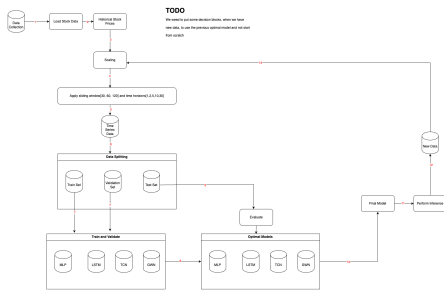 TODO
We need to put some decision blocks, when we have
new data, to use the previous optimal model and not start
from scratch
Data
Collection
Load Stock Data
Historical Stock
Prices
Scaling
Apply sliding window[30, 60, 120] and time horizons[1,2,5,10,30]
Time
Series
Data
New Data
Data Splitting
Train Set
Validation
Set
Test Set
Final Model
Perform Inference
Evaluate
Train and Validate
Optimal Models
MLP
LSTM
TCN
MLP
LSTM
TCN